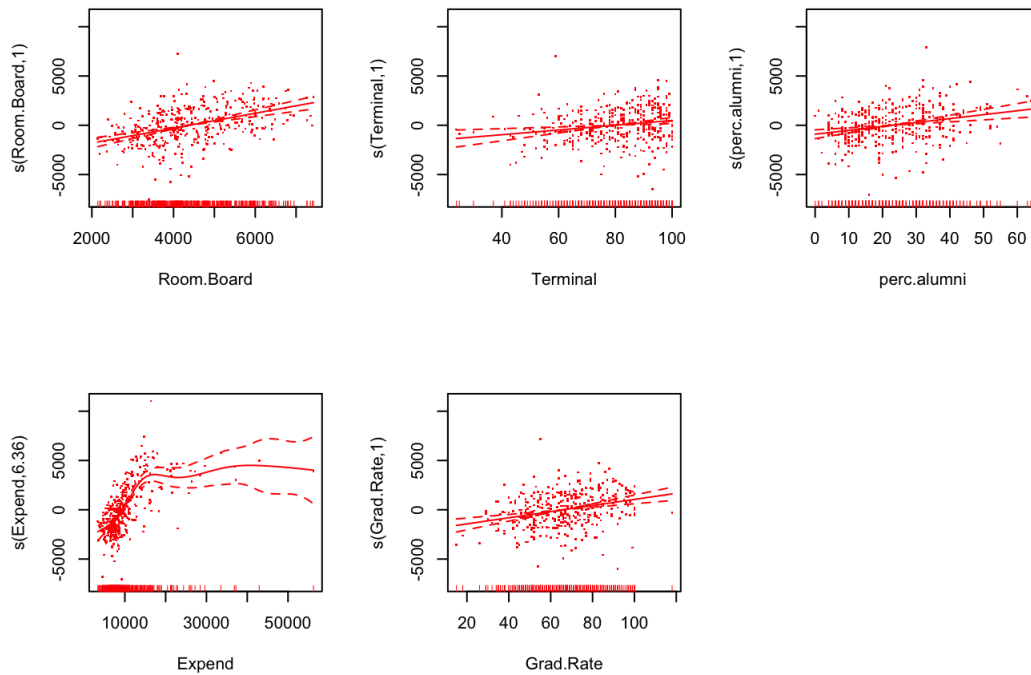 s(Room.Board,1)
5000
0
-5000
2000 4000 6000
Room.Board
s(Terminal,1)
5000
0
-5000
40 60 80 100
Terminal
s(perc.alumni,1)
5000
0
-5000
0 10 20 30 40 50 60
perc.alumni
s(Expend,6.36)
5000
0
-5000
10000 30000 50000
Expend
s(Grad.Rate,1)
5000
0
-5000
20 40 60 80 100
Grad.Rate